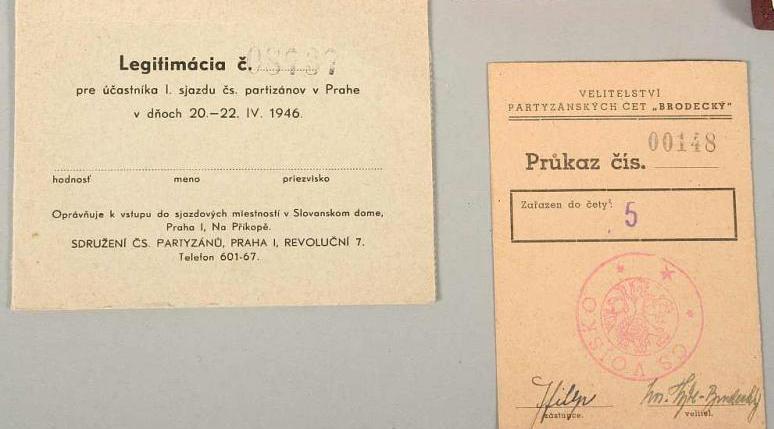 Legitimácia č.
pre účastníka I. sjazdu čs. partizánov v Prahe
v dňoch 20.—22. IV. 1946.
hodnosť meno priezvisko
Oprávňuje k vstupu do sjazdových miestností v Slovanskom dome,
Praha I, Na Příkopě.
SDRUŽENÍ ČS. PARTYZÁNŮ, PRAHA I, REVOLUČNÍ 7.
Telefon 601-67.
VELITELSTVÍ
PARTYZÁNSKÝCH ČET „BRODECKÝ"
00148
Průkaz čís.
Zařazen do čety: 5
ČS VOJSKO
zástupce. velitel.